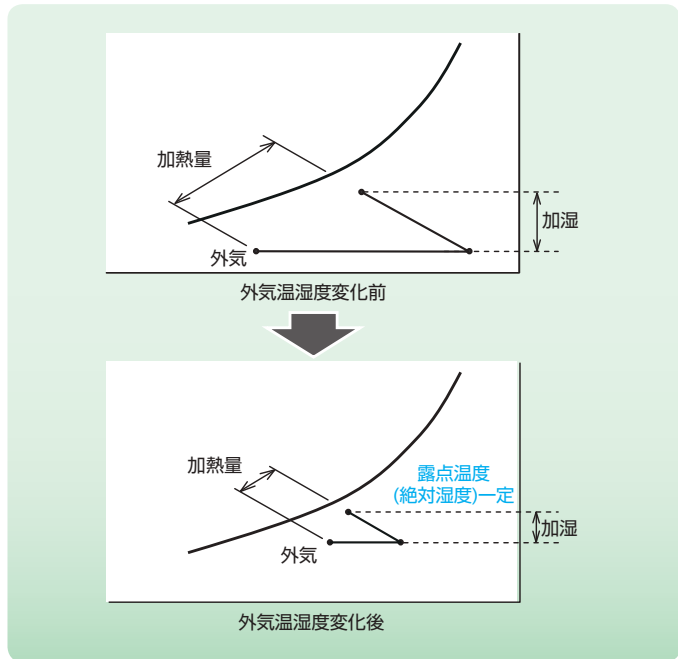 加熱量
加湿
外気
外気温湿度変化前
加熱量
露点温度
(絶対湿度)一定
加湿
外気
外気温湿度変化後